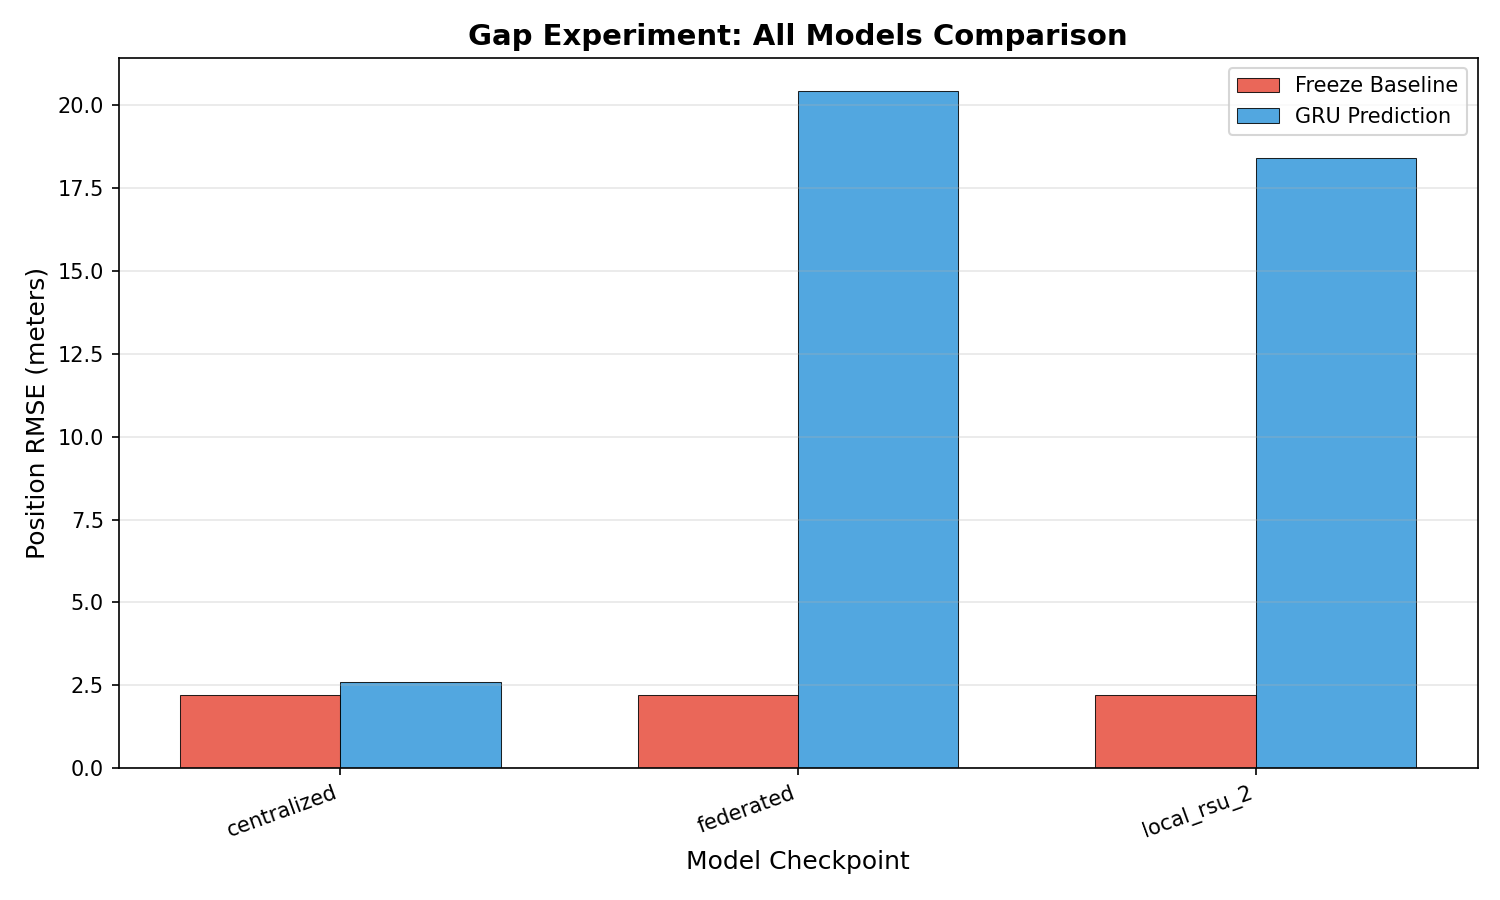 Gap Experiment: All Models Comparison
Freeze Baseline
GRU Prediction
Position RMSE (meters)
20.0
17.5
15.0
12.5
10.0
7.5
5.0
2.5
0.0
centralized
federated
local_rsu_2
Model Checkpoint